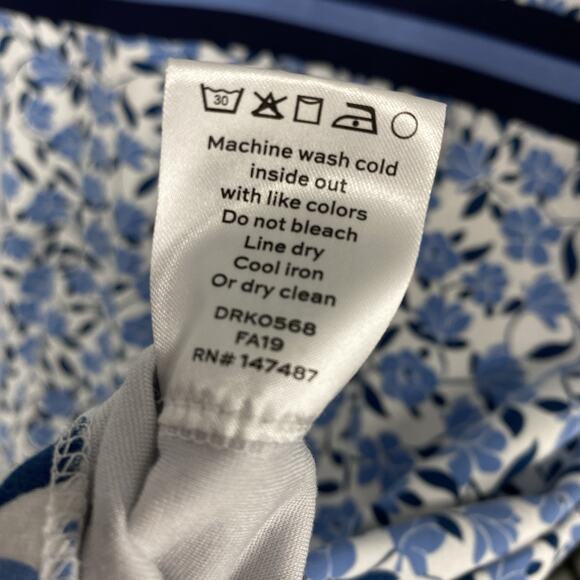 30
Machine wash cold
inside out
with like colors
Do not bleach
Line dry
Cool iron
Or dry clean
DRK0568
FA19
RN# 147487